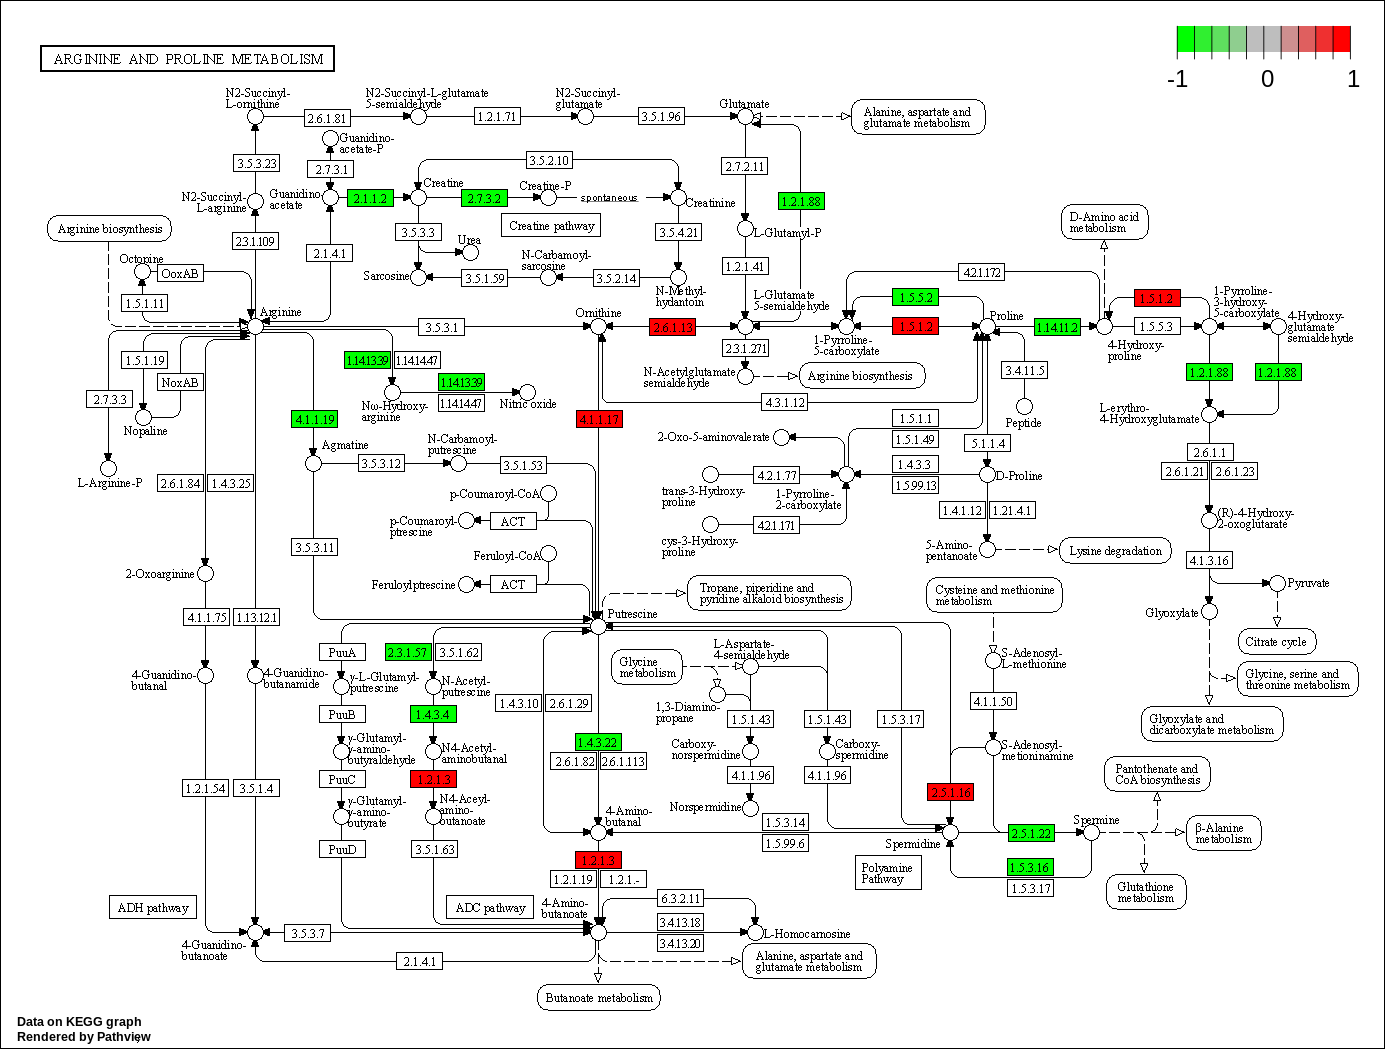 ARGININE AND PROLINE METABOLISM
-1 0 1
N2-Succinyl-
L-ornithine
2.6.1.81
N2-Succinyl-L-glutamate
5-semialdehyde
1.2.1.71
N2-Succinyl-
glutamate
3.5.1.96
Glutamate
Alanine, aspartate and
glutamate metabolism
Guanidino-
acetate-P
3.5.3.23
2.7.3.1
3.5.2.10
2.7.2.11
N2-Succinyl-
L-arginine
Guanidino
acetate
2.1.1.2
Creatine
2.7.3.2
Creatine-P
spontaneous
Creatinine
1.2.1.88
Arginine biosynthesis
2.3.1.109
2.1.4.1
3.5.3.3
Urea
Creatine pathway
3.5.4.21
L-Glutamyl-P
D-Amino acid
metabolism
Octopine
OoxAB
Sarcosine
3.5.1.59
N-Carbamoyl-
sarcosine
3.5.2.14
N-Methyl-
hydantoin
1.2.1.41
4.2.1.172
1.5.1.11
Arginine
3.5.3.1
Ornithine
2.6.1.13
L-Glutamate
5-semialdehyde
1.5.5.2
1.5.1.2
1-Pyrroline-
5-carboxylate
Proline
1.14.11.2
1.5.1.2
1.5.5.3
4-Hydroxy-
proline
1-Pyrroline-
3-hydroxy-
5-carboxylate
4-Hydroxy-
glutamate
semialdehyde
1.5.1.19
NoxAB
2.7.3.3
Nopaline
L-Arginine-P
1.14.13.39
1.14.14.47
Nω-Hydroxy-
arginine
1.14.13.39
1.14.14.47
Nitric oxide
2.3.1.271
N-Acetylglutamate
semialdehyde
Arginine biosynthesis
4.3.1.12
3.4.11.5
Peptide
1.2.1.88
1.2.1.88
L-erythro-
4-Hydroxyglutamate
4.1.1.19
4.1.1.17
1.5.1.1
1.5.1.49
Agmatine
3.5.3.12
N-Carbamoyl-
putrescine
3.5.1.53
2-Oxo-5-aminovalerate
5.1.1.4
1.4.3.3
1.5.99.13
D-Proline
2.6.1.1
2.6.1.21
2.6.1.23
2.6.1.84
1.4.3.25
p-Coumaroyl-CoA
p-Coumaroyl-
ptrescine
ACT
trans-3-Hydroxy-
proline
4.2.1.77
1-Pyrroline-
2-carboxylate
4.2.1.171
cys-3-Hydroxy-
proline
1.4.1.12
1.21.4.1
(R)-4-Hydroxy-
2-oxoglutarate
3.5.3.11
Feruloyl-CoA
Feruloylptrescine
ACT
5-Amino-
pentanoate
Lysine degradation
4.1.3.16
2-Oxoarginine
Tropane, piperidine and
pyridine alkaloid biosynthesis
Cysteine and methionine
metabolism
Pyruvate
Glyoxylate
4.1.1.75
1.13.12.1
Putrescine
PuuA
2.3.1.57
3.5.1.62
Glycine
metabolism
L-Aspartate-
4-semialdehyde
S-Adenosyl-
L-methionine
Citrate cycle
Glycine, serine and
threonine metabolism
4-Guanidino-
butanal
4-Guanidino-
butanamide
γ-L-Glutamyl-
putrescine
N-Acetyl-
putrescine
1,3-Diamino-
propane
4.1.1.50
PuuB
1.4.3.4
1.4.3.10
2.6.1.29
1.5.1.43
1.5.1.43
1.5.3.17
Glyoxylate and
dicarboxylate metabolism
γ-Glutamyl-
γ-amino-
butyraldehyde
N4-Acetyl-
aminobutanal
1.4.3.22
2.6.1.82
2.6.1.113
Carboxy-
norspermidine
Carboxy-
spermidine
S-Adenosyl-
metioninamine
PuuC
1.2.1.3
4.1.1.96
4.1.1.96
Pantothenate and
CoA biosynthesis
1.2.1.54
3.5.1.4
2.5.1.16
γ-Glutamyl-
γ-amino-
butyrate
N4-Aceyl-
amino-
butanoate
4-Amino-
butanal
Norspermidine
1.5.3.14
1.5.99.6
Spermidine
2.5.1.22
Spermine
β-Alanine
metabolism
PuuD
3.5.1.63
1.2.1.3
1.2.1.19
1.2.1.-
Polyamine
Pathway
1.5.3.16
1.5.3.17
Glutathione
metabolism
ADH pathway
ADC pathway
4-Amino-
butanoate
6.3.2.11
3.4.13.18
3.4.13.20
L-Homocarnosine
4-Guanidino-
butanoate
3.5.3.7
2.1.4.1
Alanine, aspartate and
glutamate metabolism
Butanoate metabolism
Data on KEGG graph
Rendered by Pathview